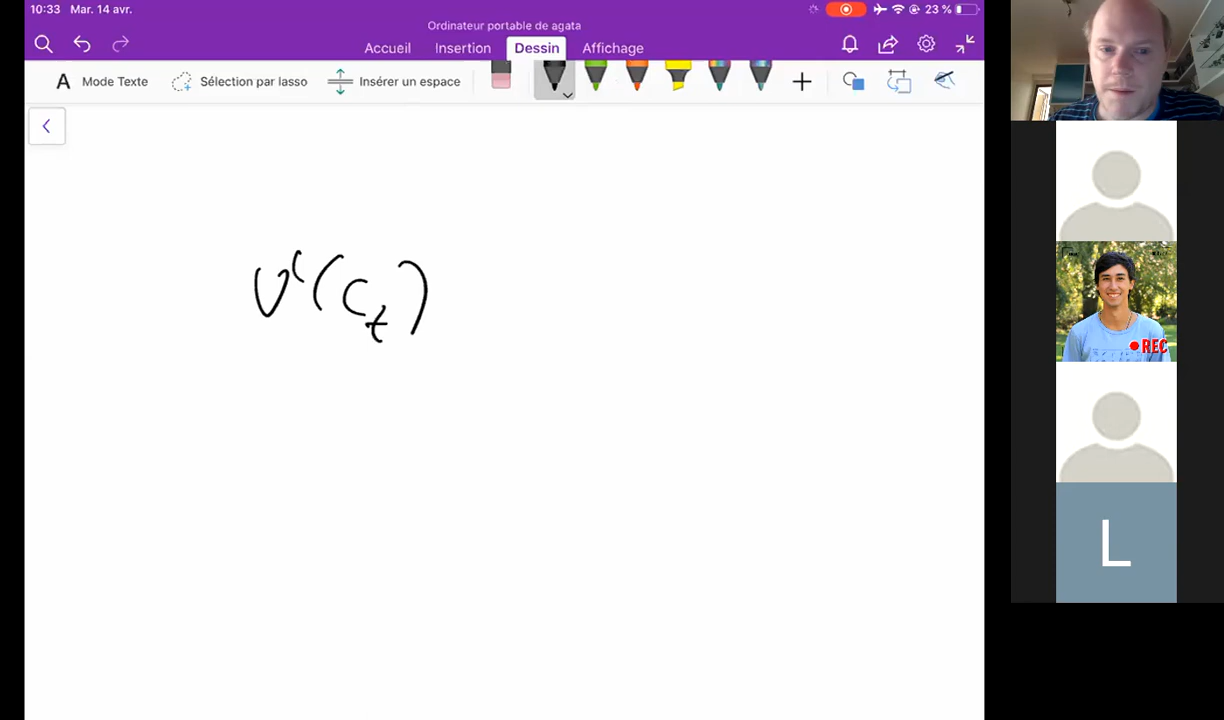 10:33 Mar. 14 avr.
23 %
Ordinateur portable de agata
Accueil Insertion Dessin Affichage
A Mode Texte Sélection par lasso Insérer un espace
U'(c_t)
REC
L